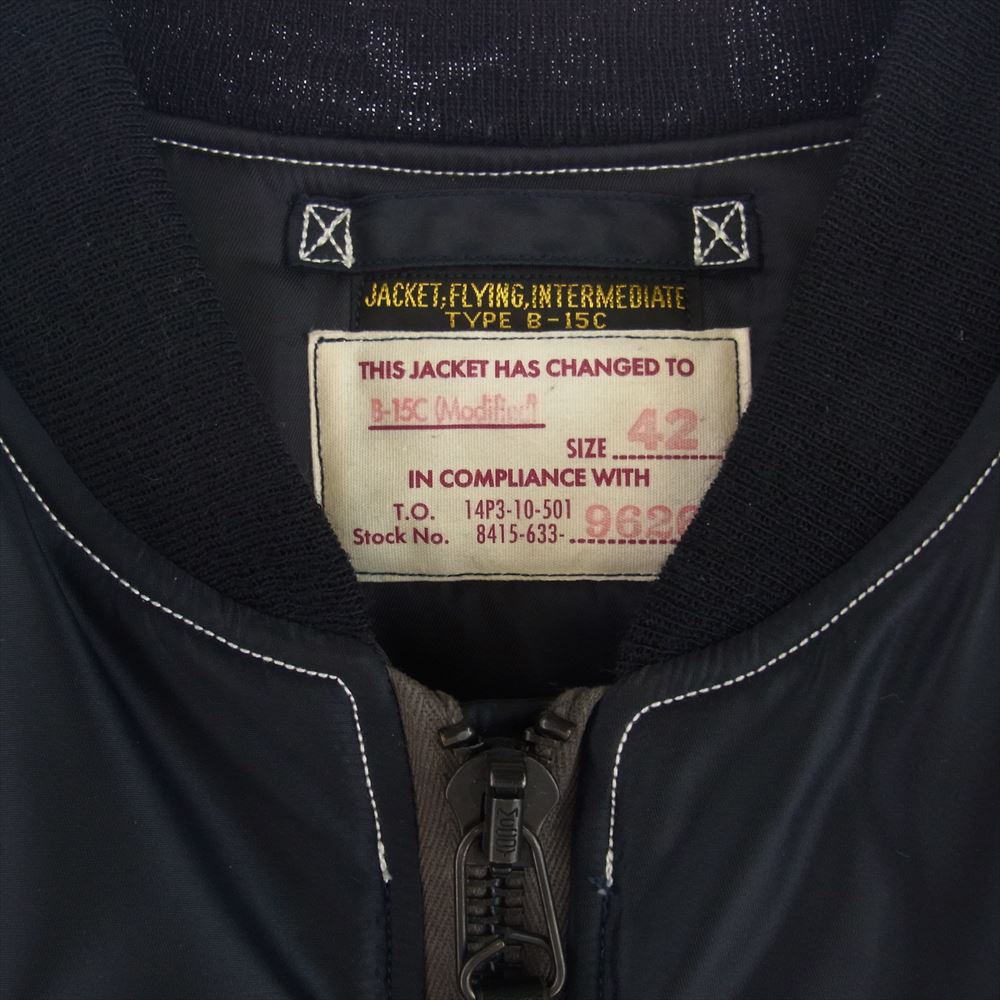 JACKET,FLYING,INTERMEDIATE
TYPE B-15C
THIS JACKET HAS CHANGED TO
B-15C (Modified)
SIZE 42
IN COMPLIANCE WITH
T.O. 14P3-10-501
Stock No. 8415-633-